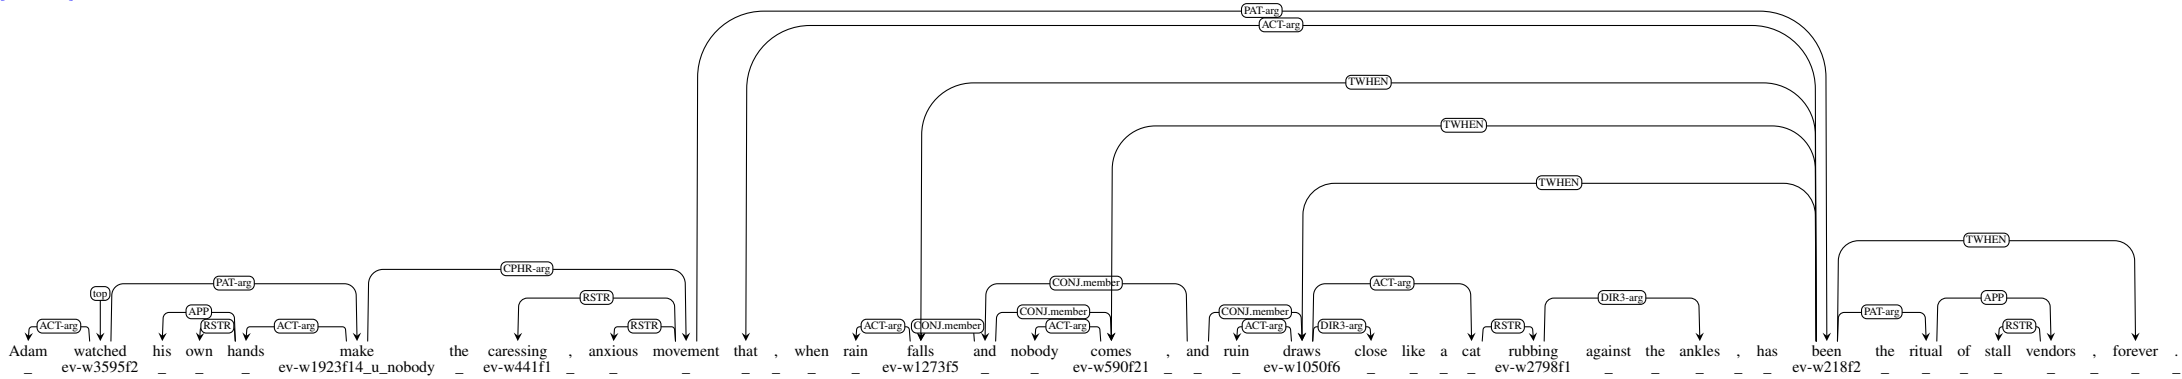 PAT-arg
ACT-arg
TWHEN
TWHEN
TWHEN
TWHEN
CPHR-arg
PAT-arg CONJ.member ACT-arg
top RSTR DIR3-arg APP
APP CONJ.member CONJ.member PAT-arg
ACT-arg RSTR ACT-arg RSTR ACT-arg CONJ.member ACT-arg ACT-arg DIR3-arg RSTR RSTR
Adam watched his own hands make the caressing , anxious movement that , when rain falls and nobody comes , and ruin draws close like a cat rubbing against the ankles , has been the ritual of stall vendors , forever .
_ ev-w3595f2 _ _ _ ev-w1923f14_u_nobody _ ev-w441f1 _ _ _ _ _ _ _ ev-w1273f5 _ _ ev-w590f21 _ _ _ ev-w1050f6 _ _ _ _ ev-w2798f1 _ _ _ _ _ ev-w218f2 _ _ _ _ _ _ _ _